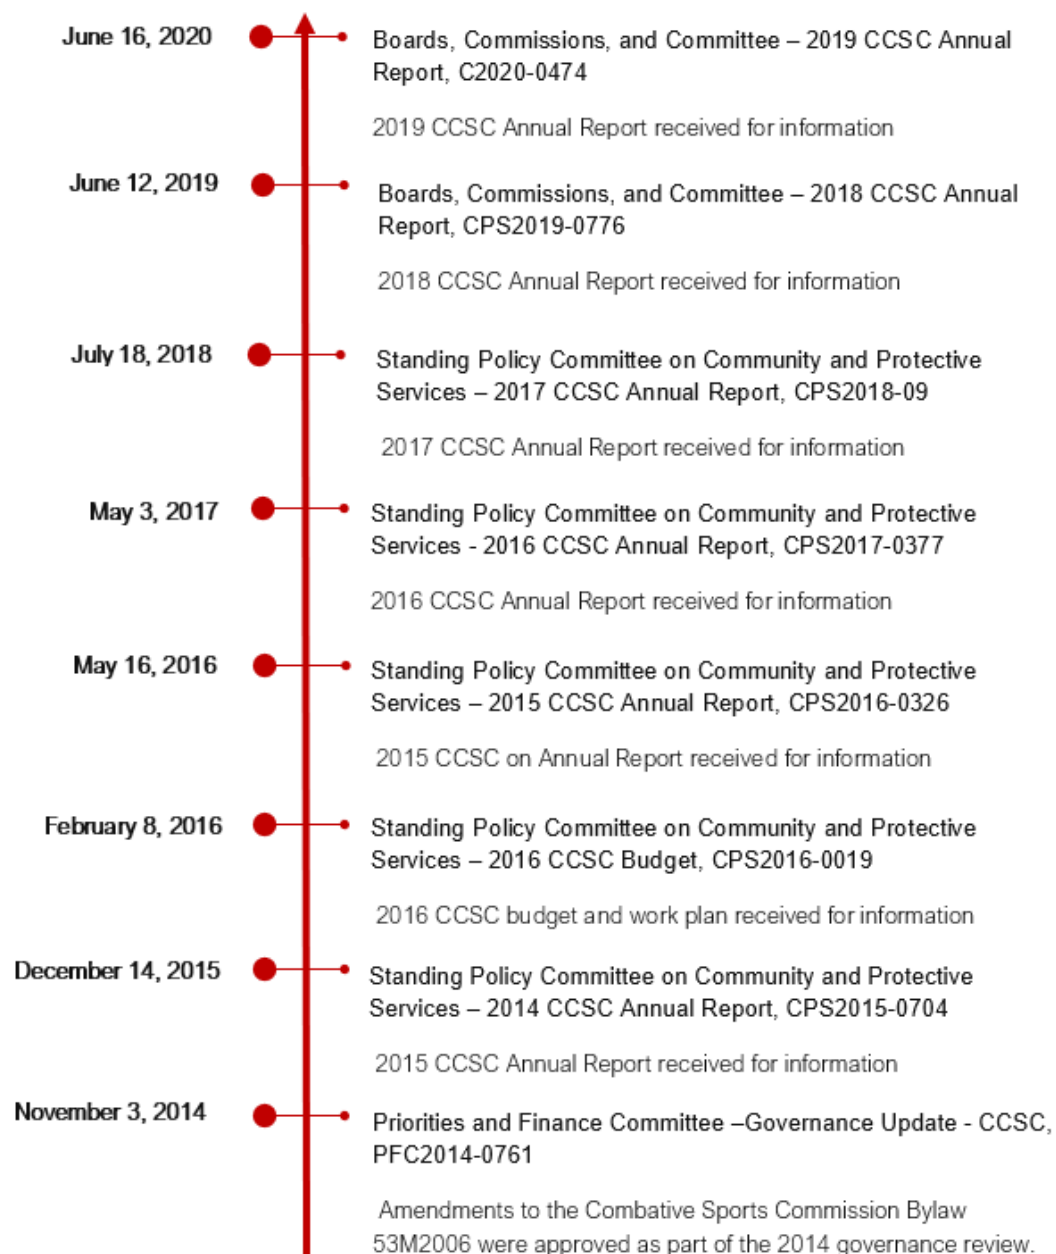 June 16, 2020
Boards, Commissions, and Committee – 2019 CCSC Annual
Report, C2020-0474
2019 CCSC Annual Report received for information
June 12, 2019
Boards, Commissions, and Committee – 2018 CCSC Annual
Report, CPS2019-0776
2018 CCSC Annual Report received for information
July 18, 2018
Standing Policy Committee on Community and Protective
Services – 2017 CCSC Annual Report, CPS2018-09
2017 CCSC Annual Report received for information
May 3, 2017
Standing Policy Committee on Community and Protective
Services - 2016 CCSC Annual Report, CPS2017-0377
2016 CCSC Annual Report received for information
May 16, 2016
Standing Policy Committee on Community and Protective
Services – 2015 CCSC Annual Report, CPS2016-0326
2015 CCSC on Annual Report received for information
February 8, 2016
Standing Policy Committee on Community and Protective
Services – 2016 CCSC Budget, CPS2016-0019
2016 CCSC budget and work plan received for information
December 14, 2015
Standing Policy Committee on Community and Protective
Services – 2014 CCSC Annual Report, CPS2015-0704
2015 CCSC Annual Report received for information
November 3, 2014
Priorities and Finance Committee –Governance Update - CCSC,
PFC2014-0761
Amendments to the Combative Sports Commission Bylaw
53M2006 were approved as part of the 2014 governance review.